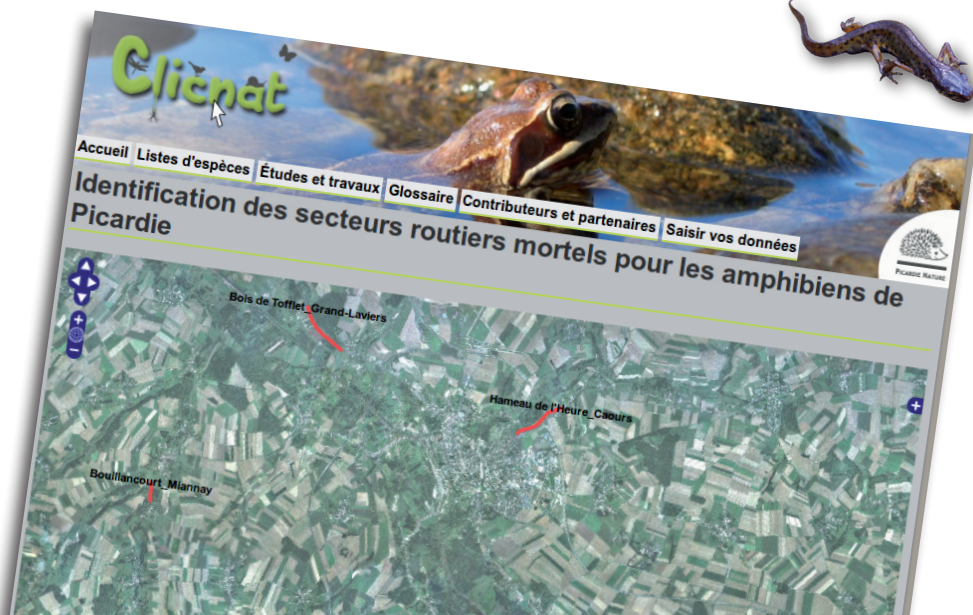 Clicnat
Accueil Listes d'espèces Études et travaux Glossaire Contributeurs et partenaires Saisir vos données
PICARDIE NATURE
Identification des secteurs routiers mortels pour les amphibiens de
Picardie
Bois de Tofflet_Grand-Laviers
Hameau de l'Heure_Caours
Bouillancourt_Miannay